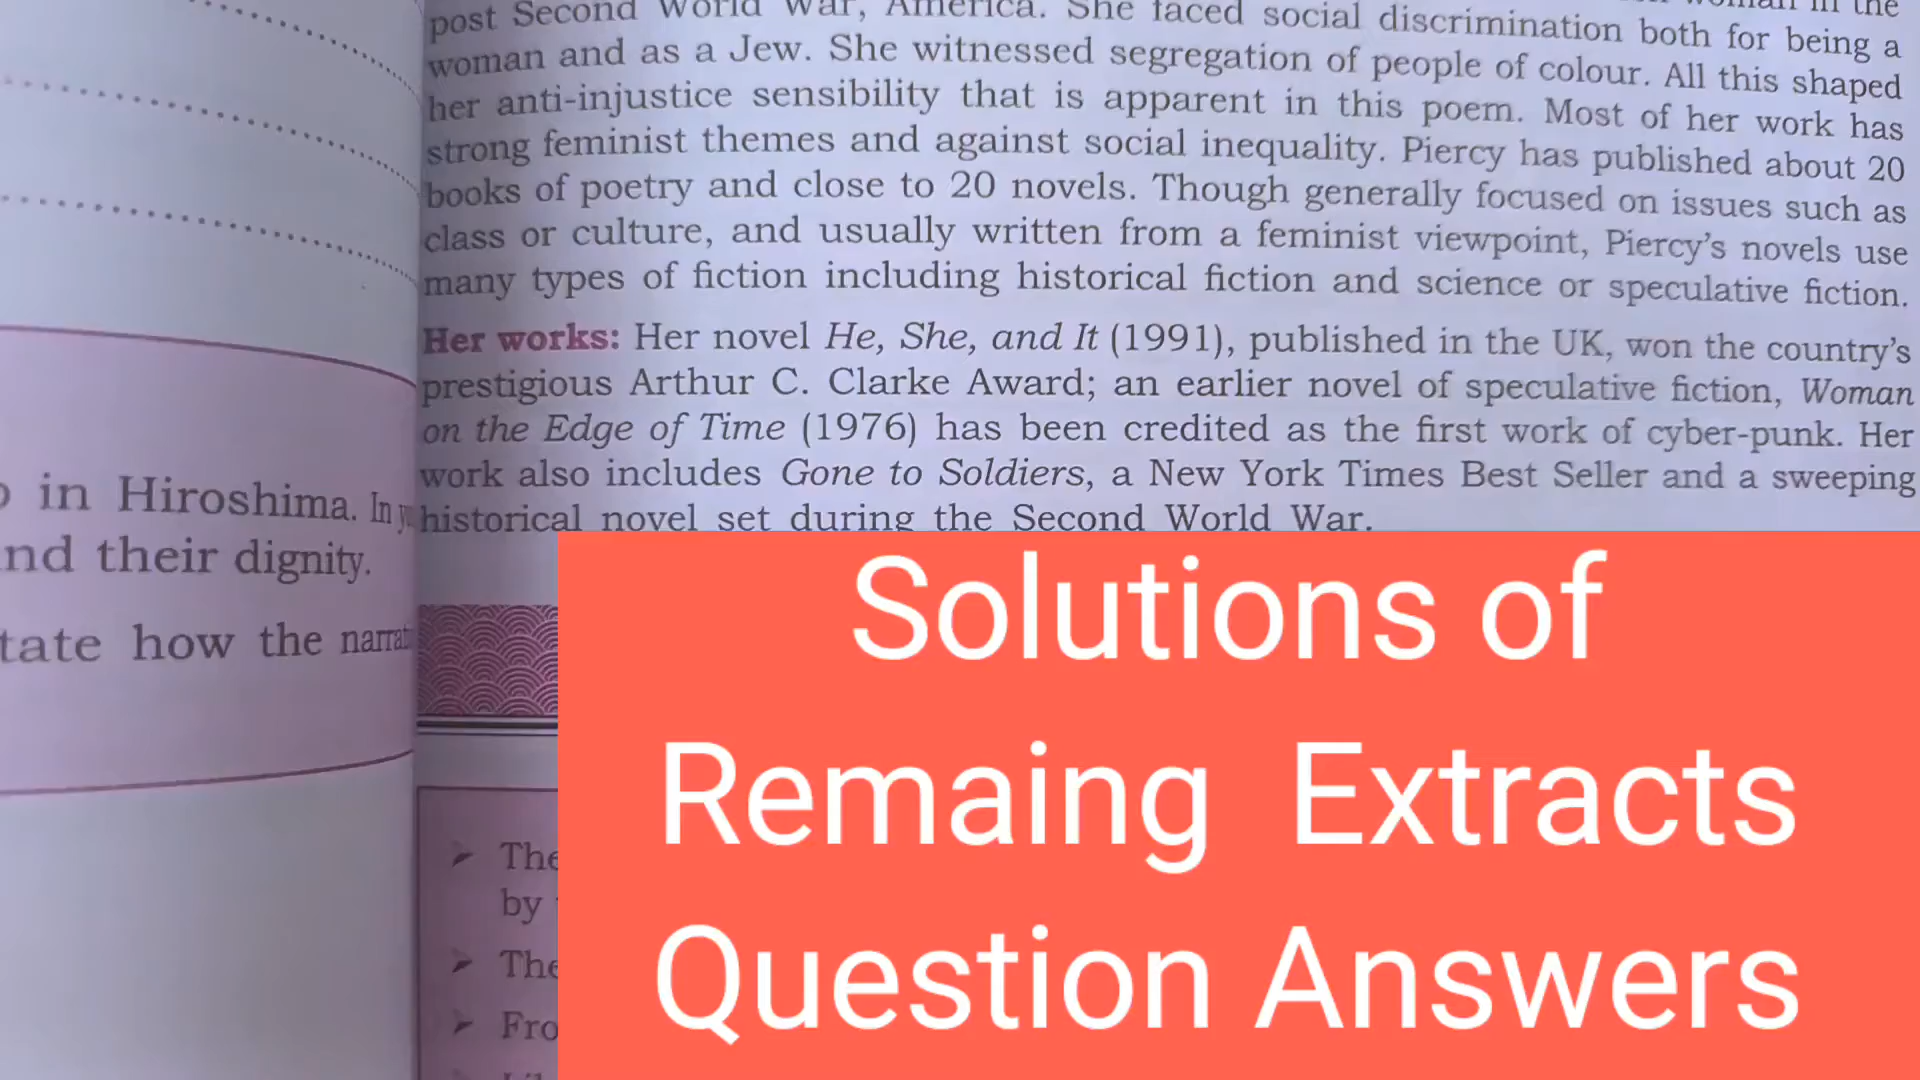 in Hiroshima. In
nd their dignity.
tate how the narrat
woman in the
post Second World War, America. She faced social discrimination both for being a
woman and as a Jew. She witnessed segregation of people of colour. All this shaped
her anti-injustice sensibility that is apparent in this poem. Most of her work has
strong feminist themes and against social inequality. Piercy has published about 20
books of poetry and close to 20 novels. Though generally focused on issues such as
class or culture, and usually written from a feminist viewpoint, Piercy's novels use
many types of fiction including historical fiction and science or speculative fiction.
Her works: Her novel He, She, and It (1991), published in the UK, won the country's
prestigious Arthur C. Clarke Award; an earlier novel of speculative fiction, Woman
on the Edge of Time (1976) has been credited as the first work of cyber-punk. Her
work also includes Gone to Soldiers, a New York Times Best Seller and a sweeping
historical novel set during the Second World War.
The
by
The
Fro
Solutions of
Remaing Extracts
Question Answers